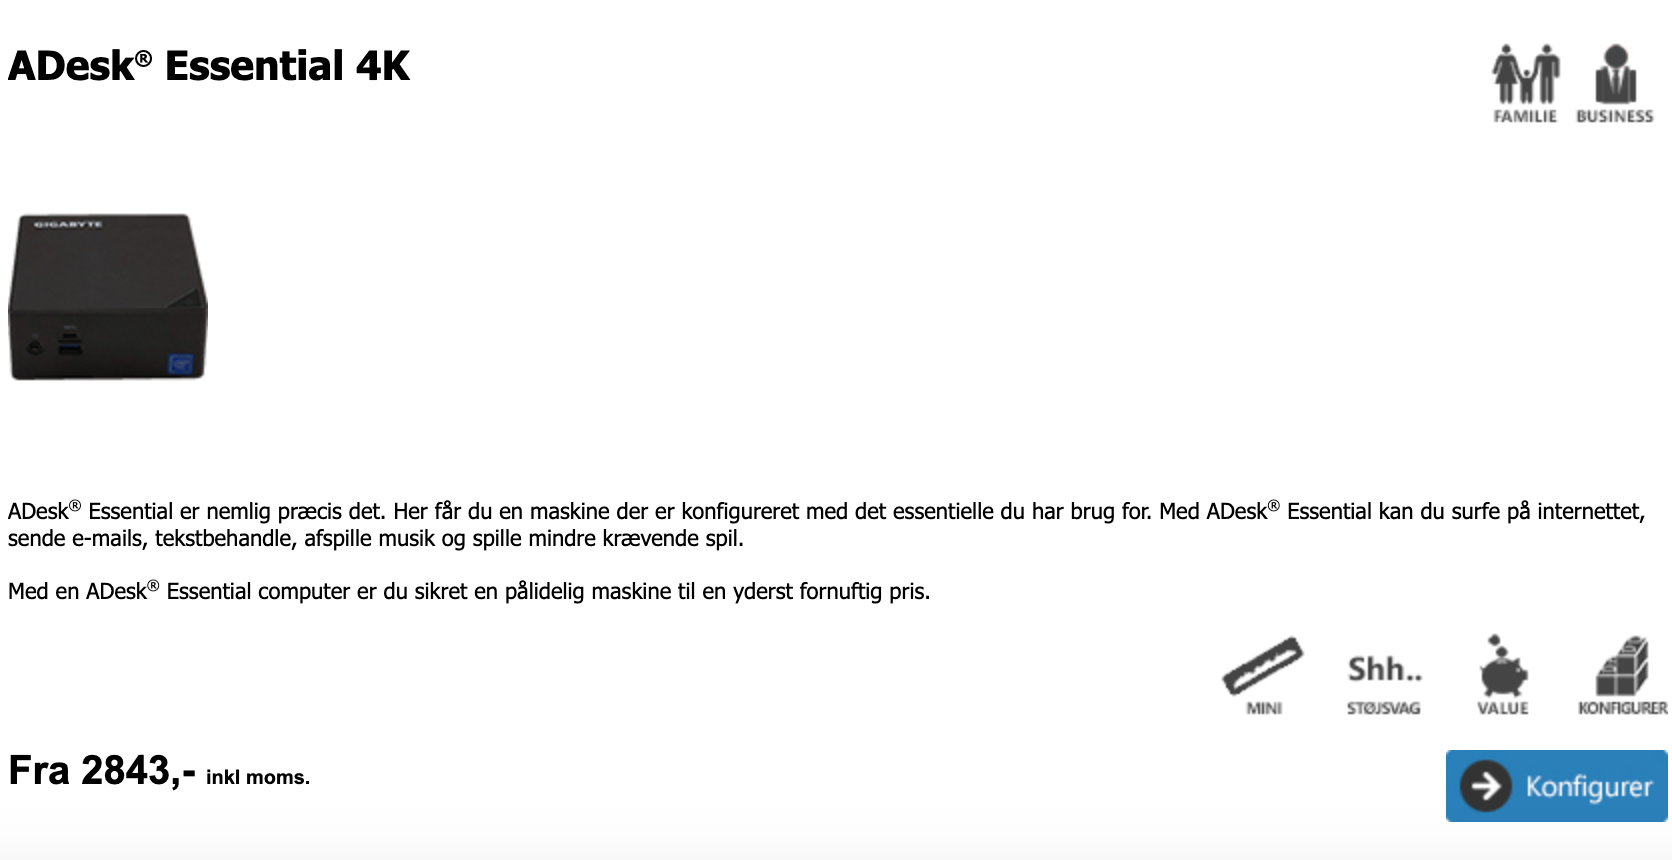 ADesk® Essential 4K
FAMILIE
BUSINESS
GIGABYTE
ADesk® Essential er nemlig præcis det. Her får du en maskine der er konfigureret med det essentielle du har brug for. Med ADesk® Essential kan du surfe på internettet,
sende e-mails, tekstbehandle, afspille musik og spille mindre krævende spil.
Med en ADesk® Essential computer er du sikret en pålidelig maskine til en yderst fornuftig pris.
Shh..
MINI
STØJSVAG
VALUE
KONFIGURER
Fra 2843,- inkl moms.
Konfigurer